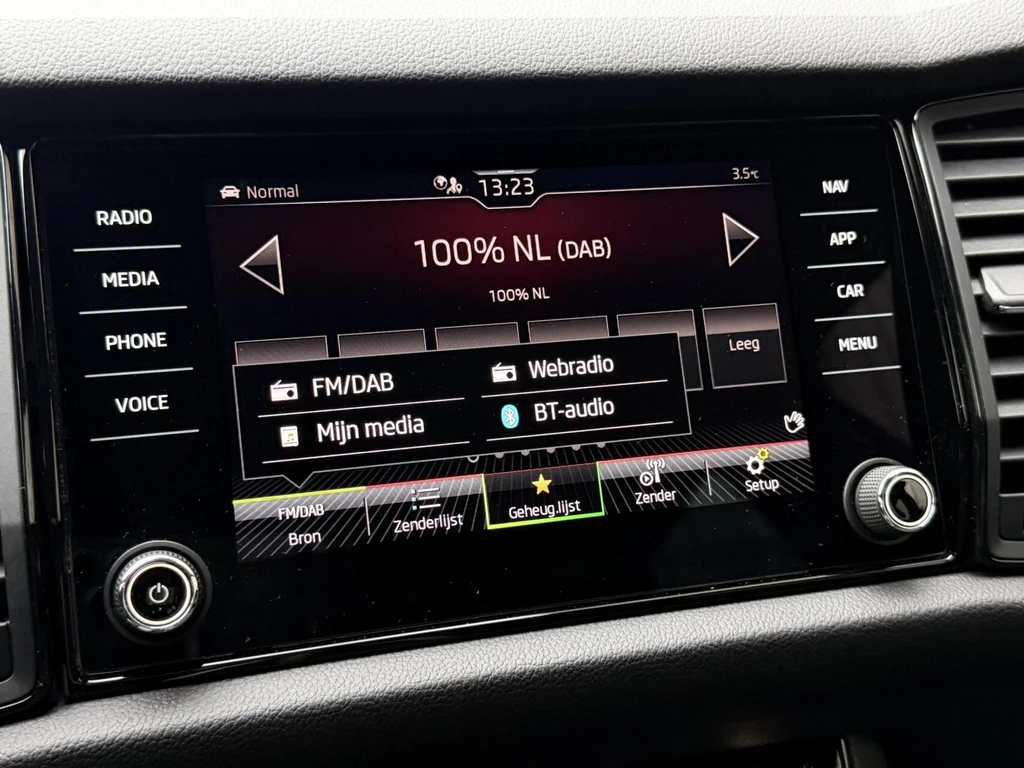 RADIO
MEDIA
PHONE
VOICE
Normal
13:23
3.5°C
100% NL (DAB)
100% NL
Leeg
FM/DAB
Webradio
Mijn media
BT-audio
FM/DAB
Bron
Zenderlijst
Geheug.lijst
Zender
Setup
NAV
APP
CAR
MENU